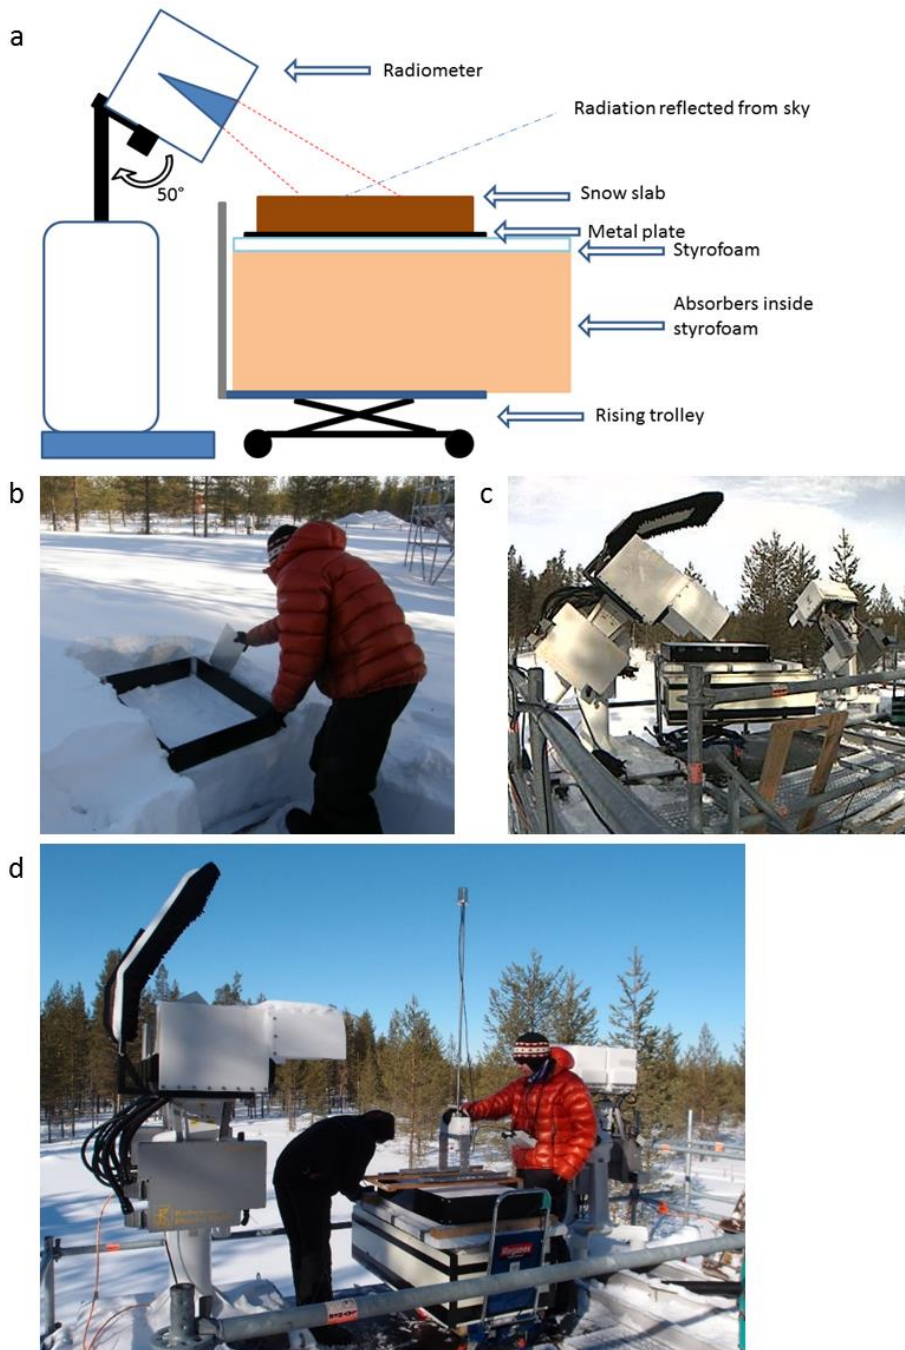 a
Radiometer
Radiation reflected from sky
50°
Snow slab
Metal plate
Styrofoam
Absorbers inside
styrofoam
Rising trolley
b
c
d